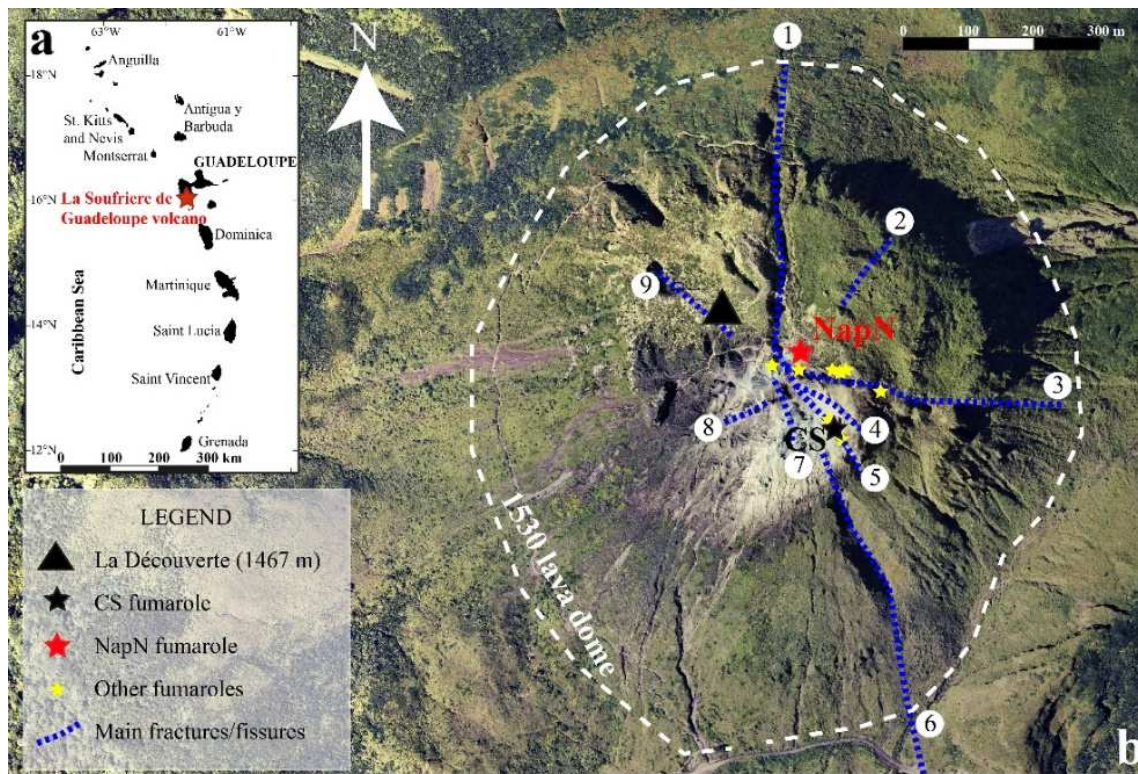 a
63°W
61°W
18°N
Anguilla
St. Kitts
and Nevis
Antigua y
Barbuda
Montserrat
GUADELOUPE
La Soufriere de
Guadeloupe volcano
16°N
Dominica
Martinique
Caribbean Sea
Saint Lucia
14°N
Saint Vincent
Grenada
12°N
0 100 200 300 km
LEGEND
La Découverte (1467 m)
CS fumarole
NapN fumarole
Other fumaroles
Main fractures/fissures
N
0 100 200 300 m
1
2
9
NapN
3
8
CS
4
7
5
1530 lava dome
6
b